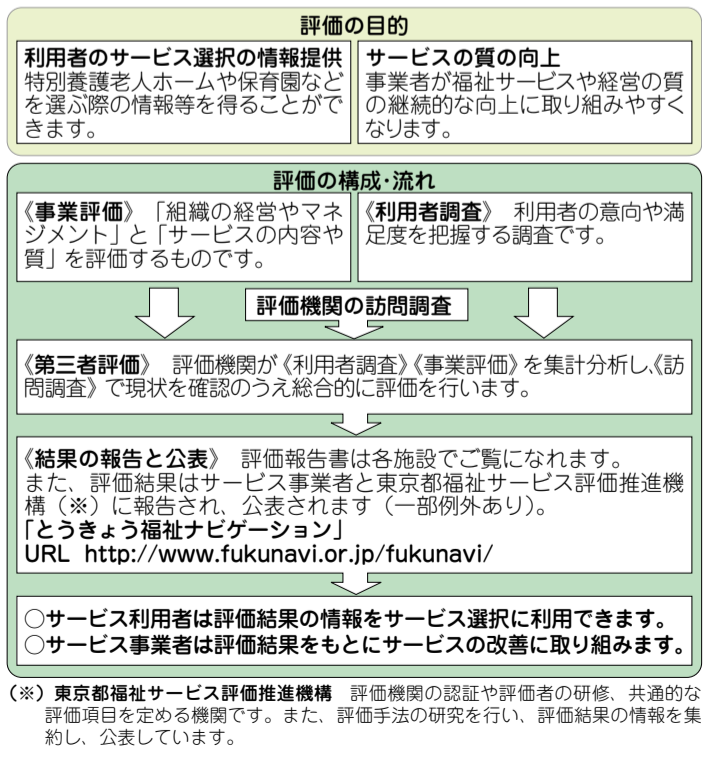 評価の目的
利用者のサービス選択の情報提供
特別養護老人ホームや保育園など
を選ぶ際の情報等を得ることがで
きます。
サービスの質の向上
事業者が福祉サービスや経営の質
の継続的な向上に取り組みやすく
なります。
評価の構成・流れ
《事業評価》「組織の経営やマネ
ジメント」と「サービスの内容や
質」を評価するものです。
《利用者調査》 利用者の意向や満
足度を把握する調査です。
評価機関の訪問調査
《第三者評価》 評価機関が《利用者調査》《事業評価》を集計分析し、《訪
問調査》で現状を確認のうえ総合的に評価を行います。
《結果の報告と公表》 評価報告書は各施設でご覧になれます。
また、評価結果はサービス事業者と東京都福祉サービス評価推進機
構（※）に報告され、公表されます（一部例外あり）。
「とうきょう福祉ナビゲーション」
URL http://www.fukunavi.or.jp/fukunavi/
○サービス利用者は評価結果の情報をサービス選択に利用できます。
○サービス事業者は評価結果をもとにサービスの改善に取り組みます。
（※）東京都福祉サービス評価推進機構 評価機関の認証や評価者の研修、共通的な
評価項目を定める機関です。また、評価手法の研究を行い、評価結果の情報を集
約し、公表しています。